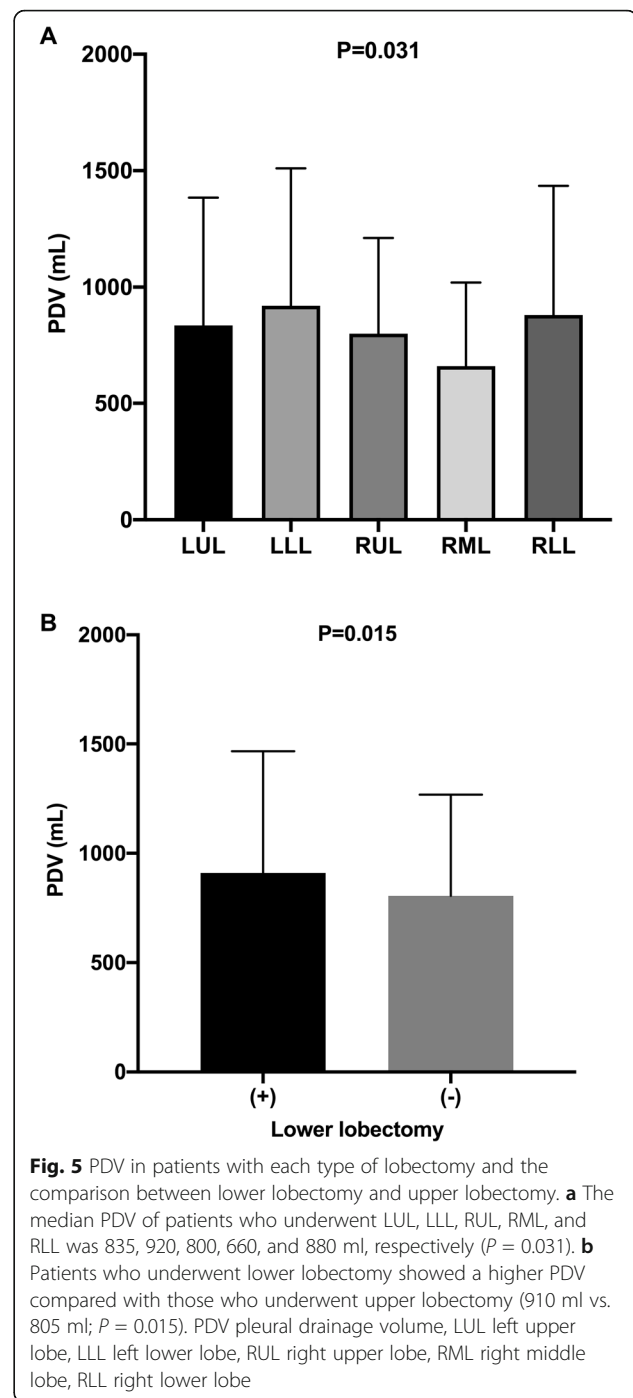 A
P=0.031
2000
1500
1000
500
0
PDV (mL)
LUL LLL RUL RML RLL
B
P=0.015
2000
1500
1000
500
0
PDV (mL)
(+) (-)
Lower lobectomy
Fig. 5 PDV in patients with each type of lobectomy and the
comparison between lower lobectomy and upper lobectomy. a The
median PDV of patients who underwent LUL, LLL, RUL, RML, and
RLL was 835, 920, 800, 660, and 880 ml, respectively (P = 0.031). b
Patients who underwent lower lobectomy showed a higher PDV
compared with those who underwent upper lobectomy (910 ml vs.
805 ml; P = 0.015). PDV pleural drainage volume, LUL left upper
lobe, LLL left lower lobe, RUL right upper lobe, RML right middle
lobe, RLL right lower lobe